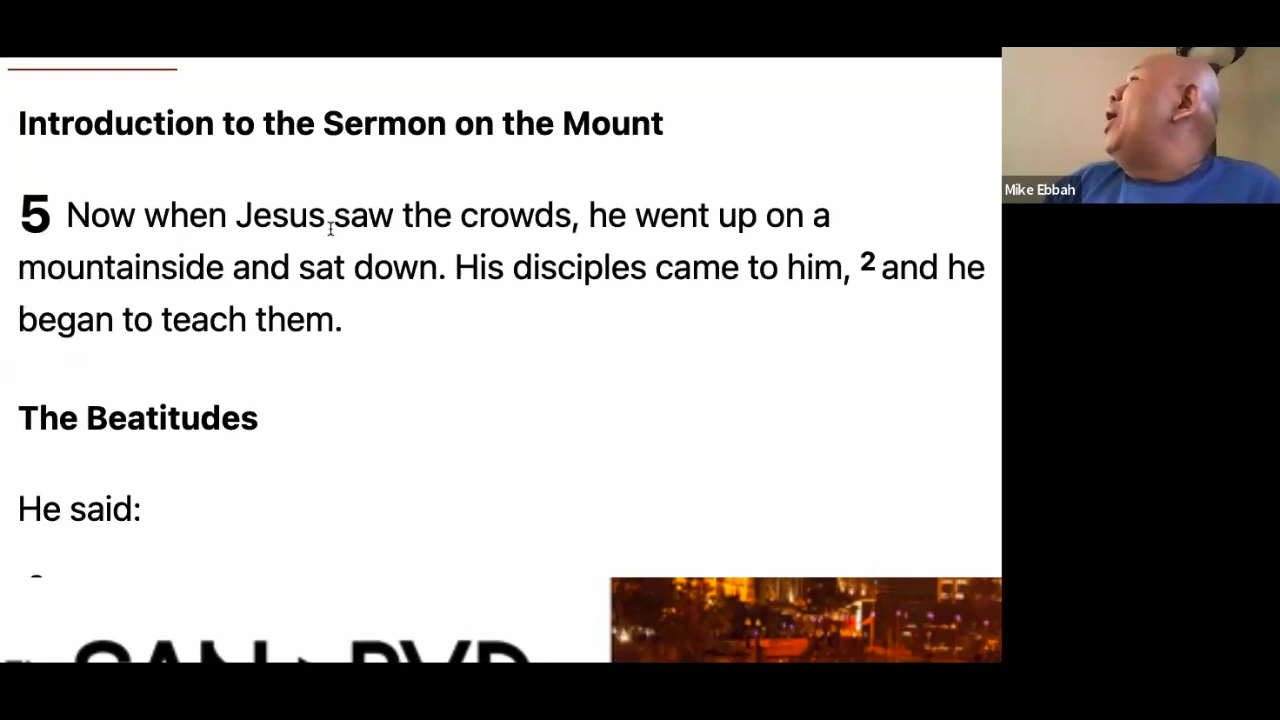 Introduction to the Sermon on the Mount
5 Now when Jesus saw the crowds, he went up on a
mountainside and sat down. His disciples came to him, 2 and he
began to teach them.
The Beatitudes
He said:
SAN > PVD
Mike Ebbah